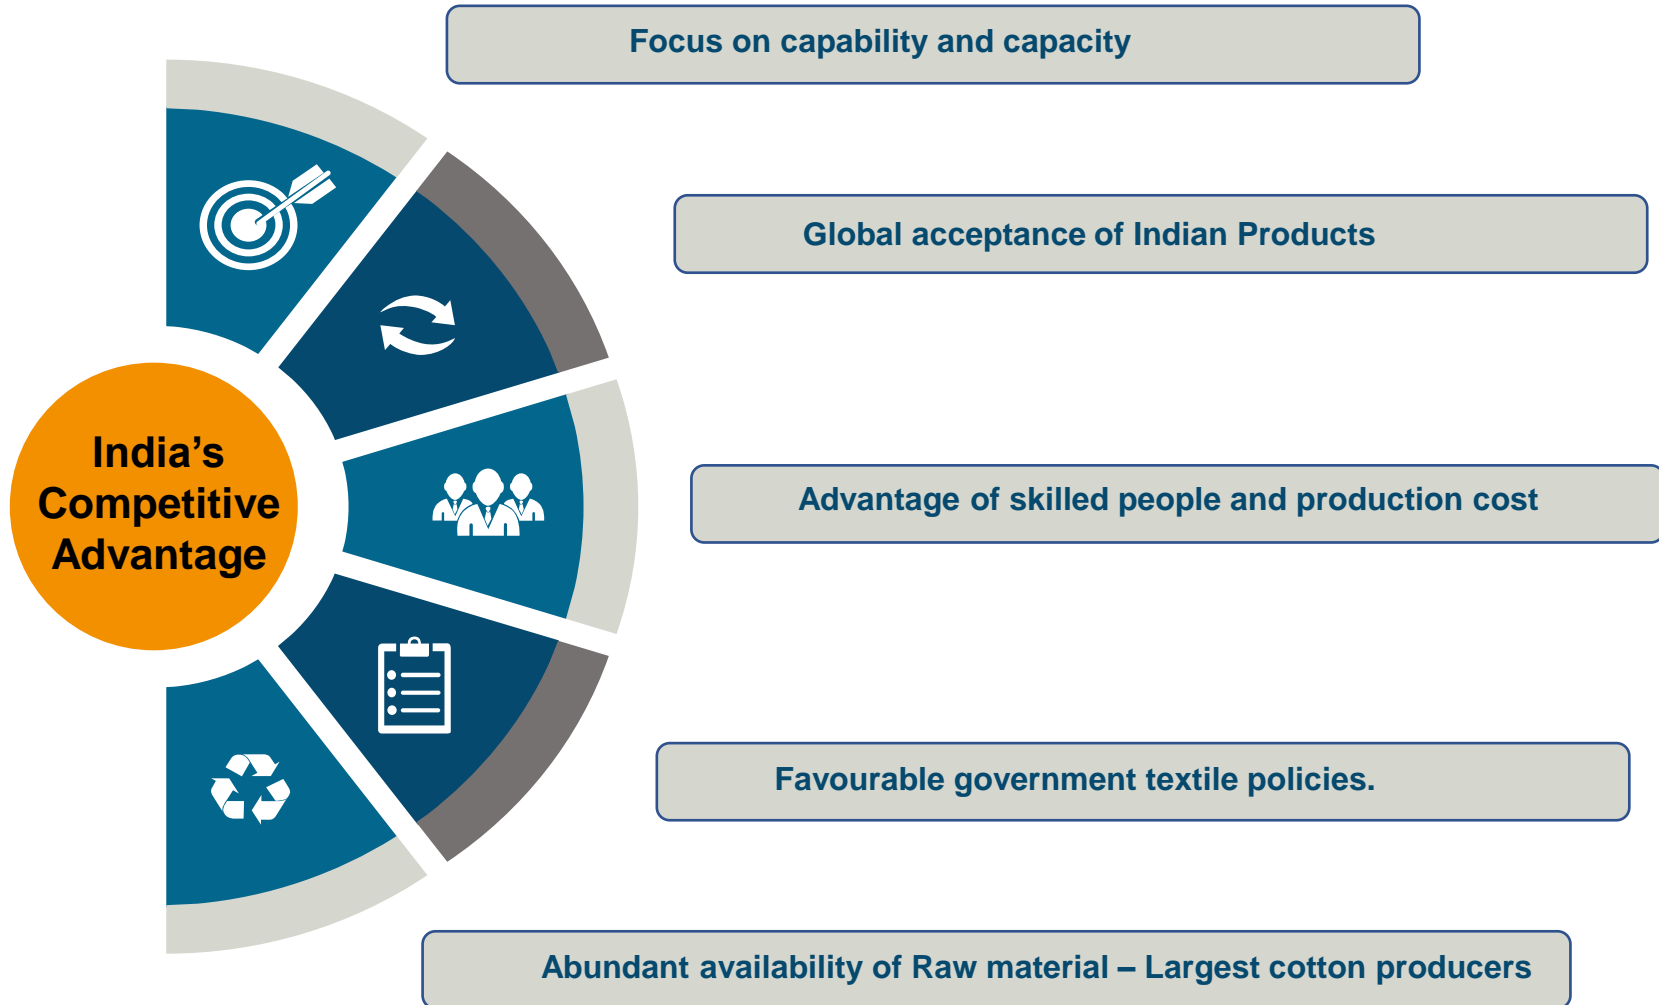 Focus on capability and capacity
Global acceptance of Indian Products
India’s
Competitive
Advantage
Advantage of skilled people and production cost
Favourable government textile policies.
Abundant availability of Raw material – Largest cotton producers